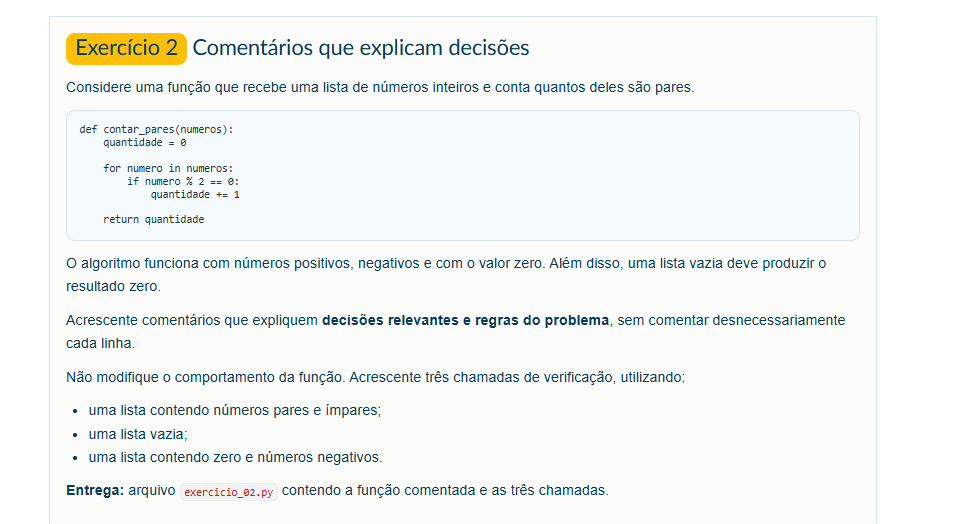 Exercício 2 Comentários que explicam decisões
Considere uma função que recebe uma lista de números inteiros e conta quantos deles são pares.
def contar_pares(numeros):
    quantidade = 0
    for numero in numeros:
        if numero % 2 == 0:
            quantidade += 1
    return quantidade
O algoritmo funciona com números positivos, negativos e com o valor zero. Além disso, uma lista vazia deve produzir o
resultado zero.
Acrescente comentários que expliquem decisões relevantes e regras do problema, sem comentar desnecessariamente
cada linha.
Não modifique o comportamento da função. Acrescente três chamadas de verificação, utilizando:
• uma lista contendo números pares e ímpares;
• uma lista vazia;
• uma lista contendo zero e números negativos.
Entrega: arquivo exercicio_02.py contendo a função comentada e as três chamadas.